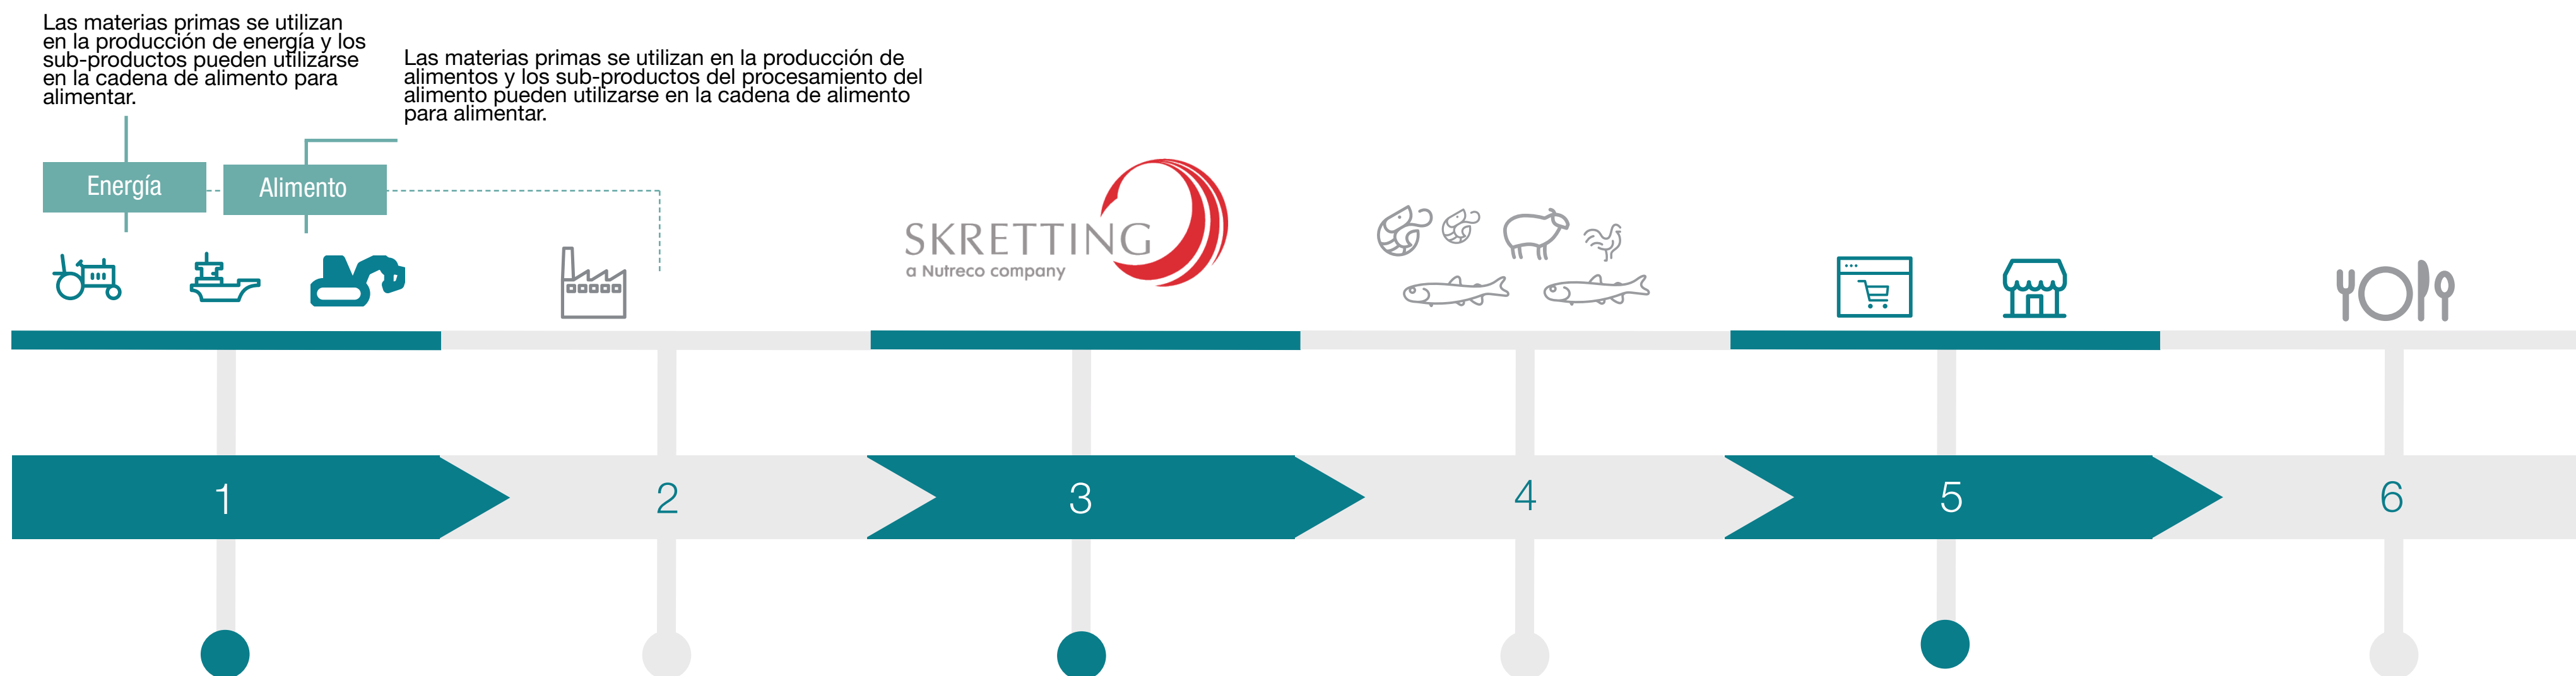 Las materias primas se utilizan
en la producción de energía y los
sub-productos pueden utilizarse
en la cadena de alimento para
alimentar.
Las materias primas se utilizan en la producción de
alimentos y los sub-productos del procesamiento del
alimento pueden utilizarse en la cadena de alimento
para alimentar.
Energía
Alimento
SKRETTING
a Nutreco company
1
2
3
4
5
6